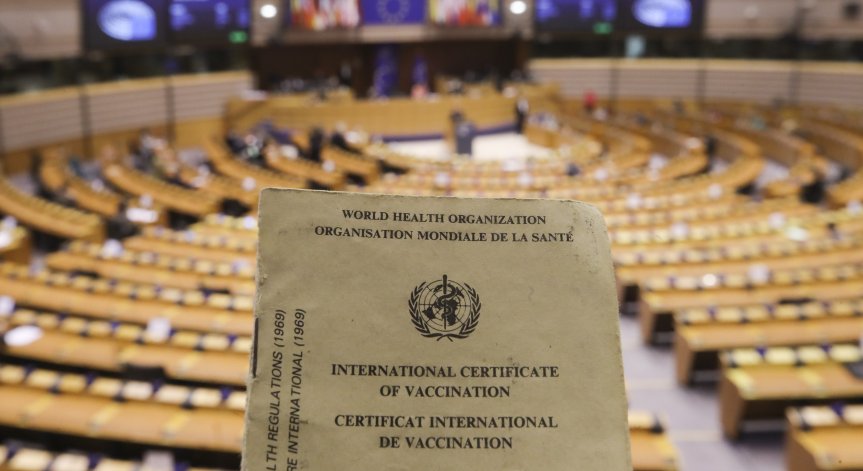 WORLD HEALTH ORGANIZATION
ORGANISATION MONDIALE DE LA SANTÉ
INTERNATIONAL CERTIFICATE
OF VACCINATION
CERTIFICAT INTERNATIONAL
DE VACCINATION
LTH REGULATIONS (1969)
RE INTERNATIONAL (1969)